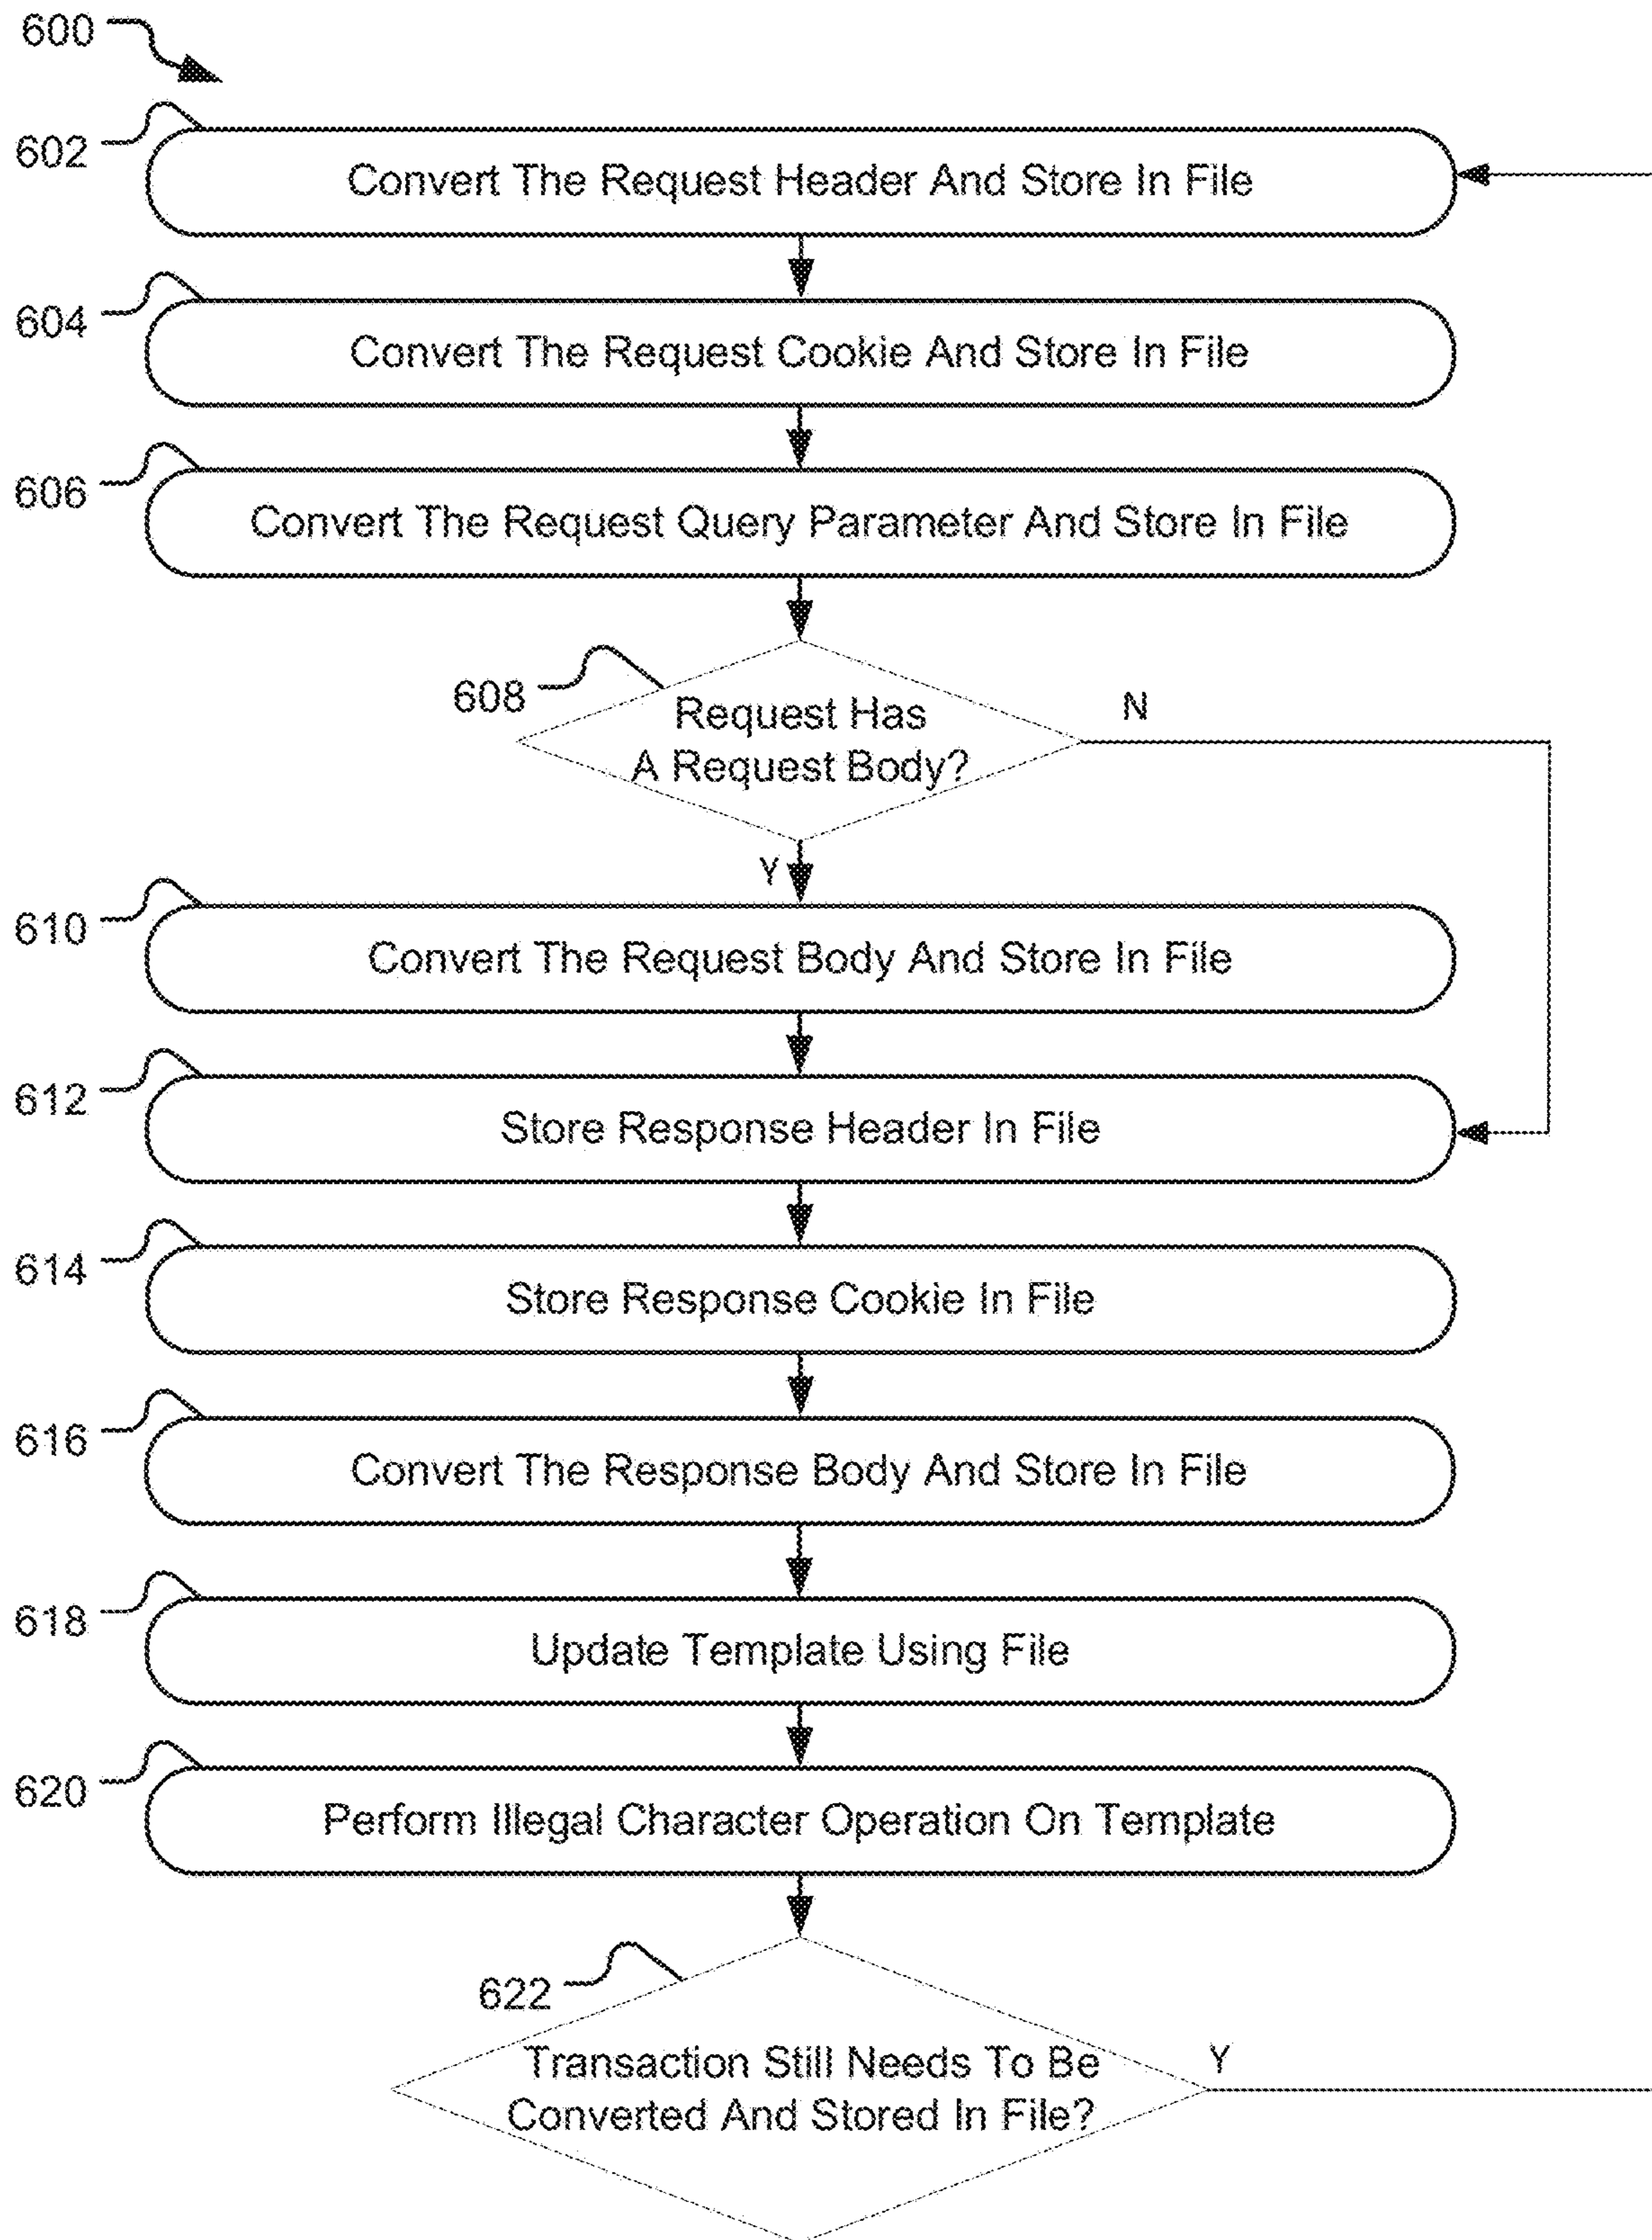 600
602
Convert The Request Header And Store In File
604
Convert The Request Cookie And Store In File
606
Convert The Request Query Parameter And Store In File
608
Request Has
A Request Body?
N
Y
610
Convert The Request Body And Store In File
612
Store Response Header In File
614
Store Response Cookie In File
616
Convert The Response Body And Store In File
618
Update Template Using File
620
Perform Illegal Character Operation On Template
622
Transaction Still Needs To Be
Converted And Stored In File?
Y